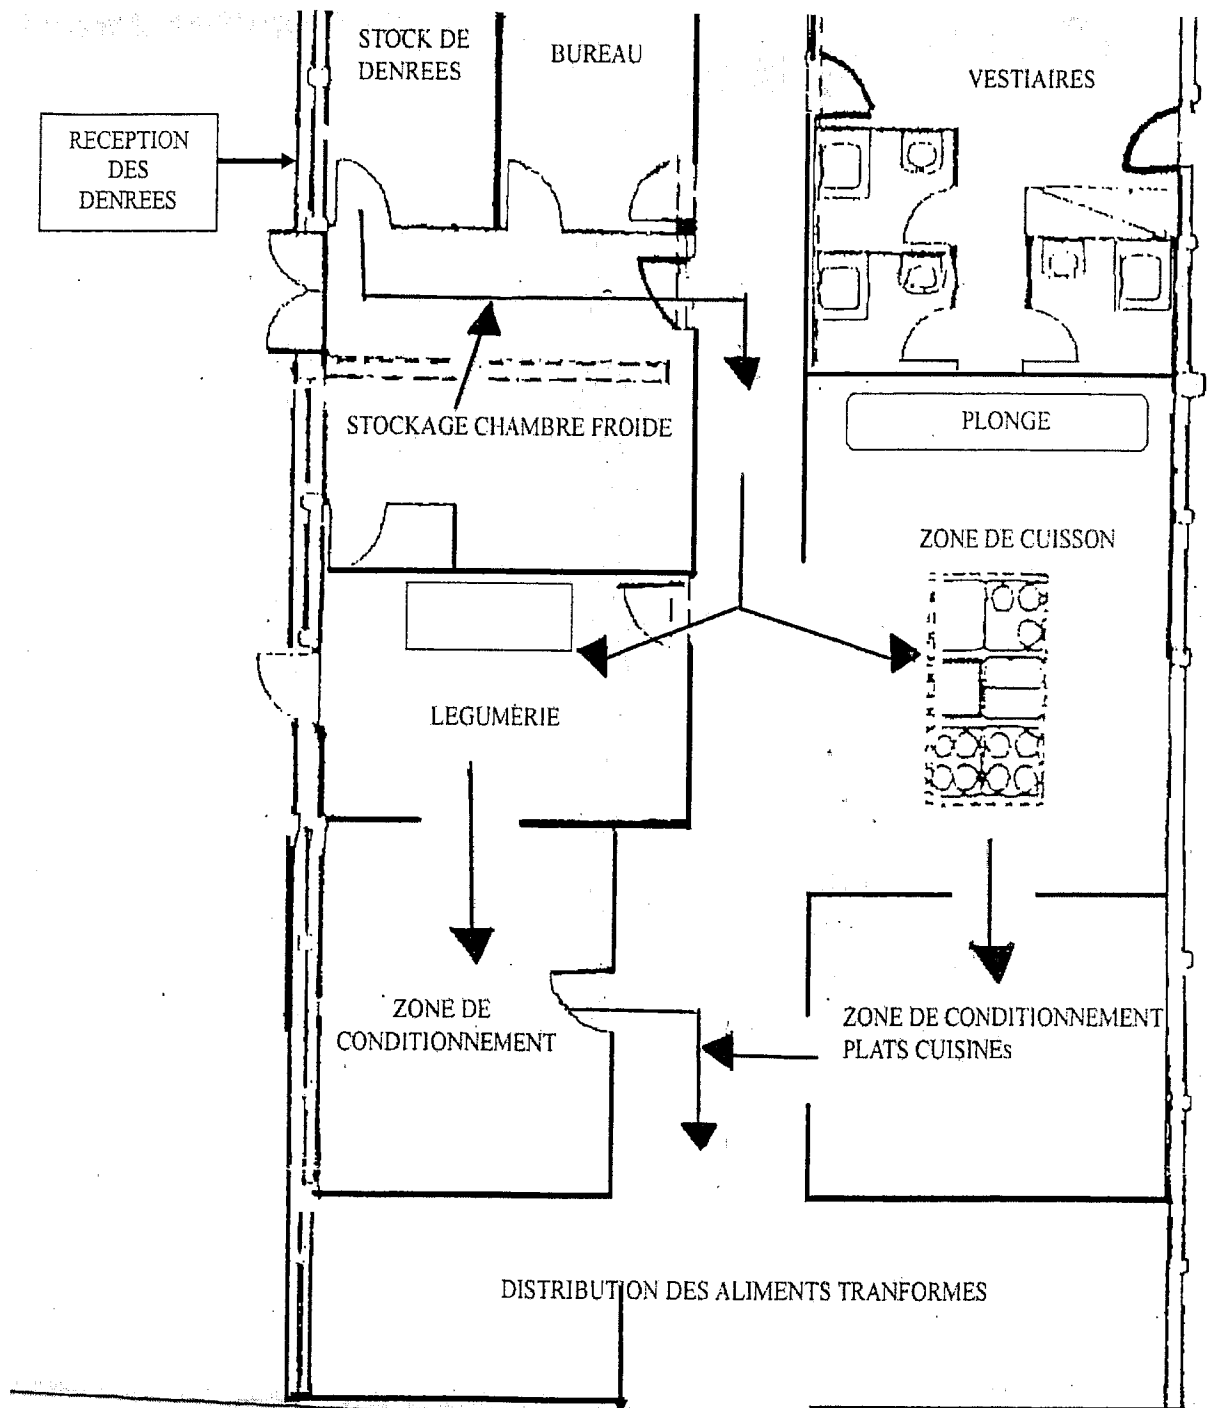 STOCK DE
DENREES
BUREAU
VESTIAIRES
RECEPTION
DES
DENREES
STOCKAGE CHAMBRE FROIDE
PLONGE
ZONE DE CUISSON
LEGUMERIE
ZONE DE
CONDITIONNEMENT
ZONE DE CONDITIONNEMENT
PLATS CUISINEs
DISTRIBUTION DES ALIMENTS TRANFORMES